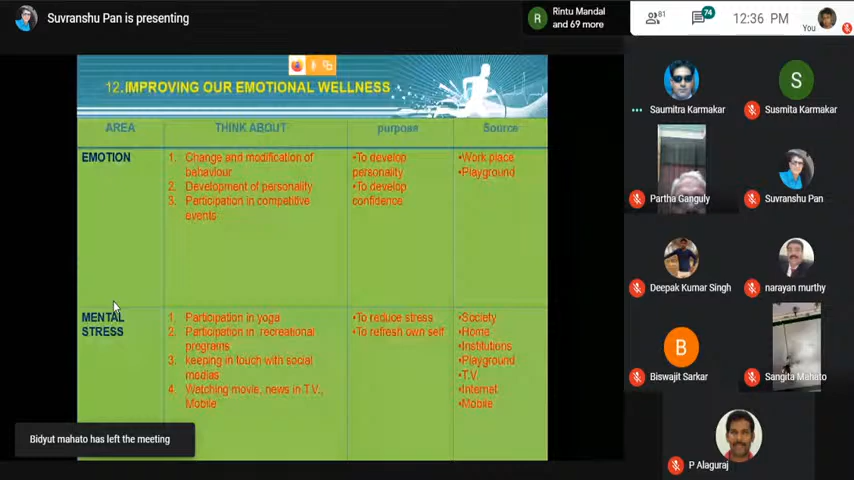 Suvranshu Pan is presenting
R
Rintu Mandal
and 69 more
81
74
12:36 PM
You
12.IMPROVING OUR EMOTIONAL WELLNESS
AREA
THINK ABOUT
purpose
Source
EMOTION
1. Change and modification of
bahaviour
2. Development of personality
3. Participation in competitive
events
•To develop
personality
•To develop
confidence
•Work place
•Playground
MENTAL
STRESS
1. Participation in yoga
2. Participation in recreational
programs
3. keeping in touch with social
medias
4. Watching movie, news in T.V.,
Mobile
•To reduce stress
•To refresh own self
•Society
•Home
•Institutions
•Playground
•T.V
•Internet
•Mobile
Bidyut mahato has left the meeting
Saumitra Karmakar
S
Susmita Karmakar
Partha Ganguly
Suvranshu Pan
Deepak Kumar Singh
narayan murthy
B
Biswajit Sarkar
Sangita Mahato
P Alaguraj